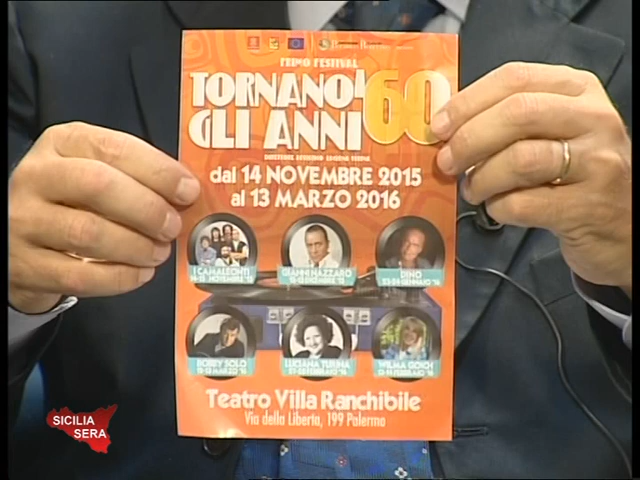 PRIMO FESTIVAL
TORNANO
GLI ANNI '60
dal 14 NOVEMBRE 2015
al 13 MARZO 2016
I CAMALEONTI
GIANNI NAZZARO
DINO
BOBBY SOLO
LUCIANA TURINA
WILMA GOICH
Teatro Villa Ranchibile
Via della Libertà, 199 Palermo
SICILIA
SERA